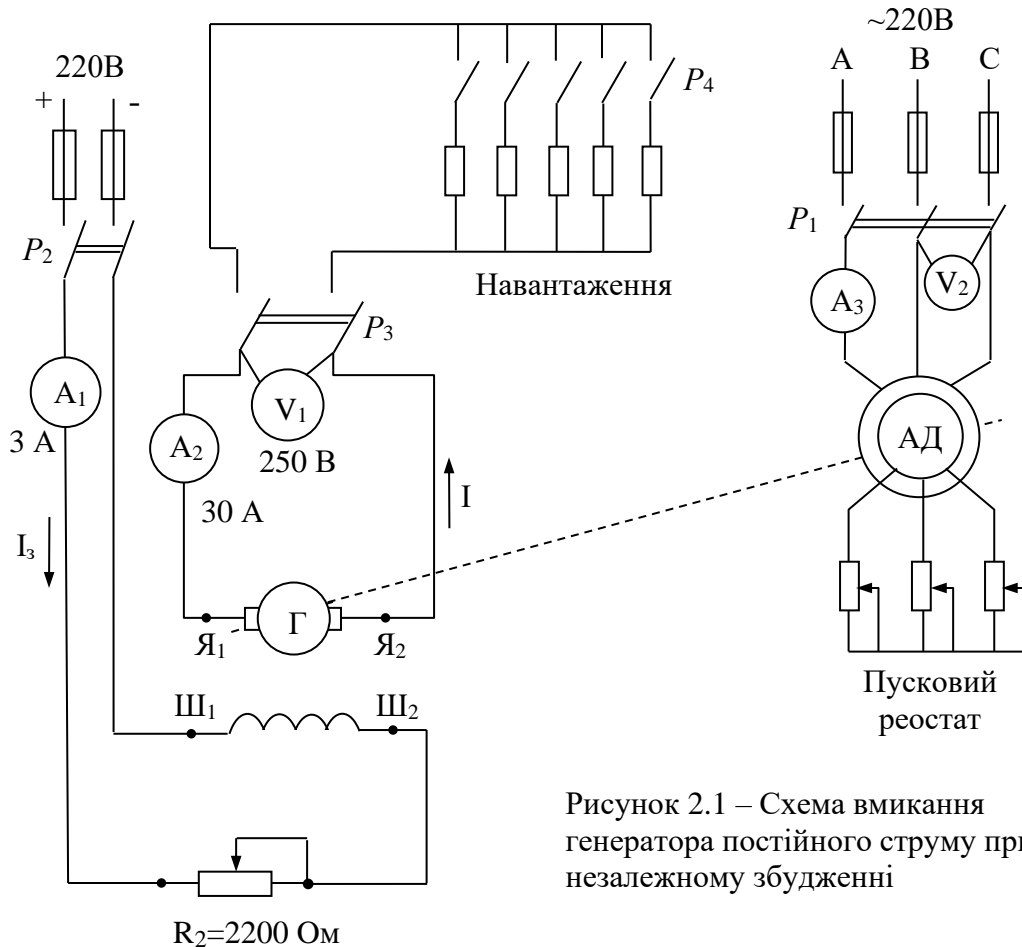 ~220В
A B C
220В
+ -
P₄
P₁
P₂
Навантаження
V₂
A₃
P₃
A₁
V₁
3 А
A₂
250 В
АД
30 А
I
Iз
Г
Я₁ Я₂
Пусковий
реостат
Ш₁ Ш₂
Рисунок 2.1 – Схема вмикання
генератора постійного струму при
незалежному збудженні
R₂=2200 Ом